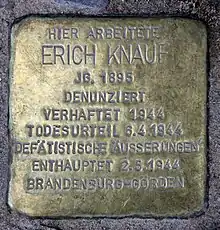 HIER ARBEITETE
ERICH KNAUF
JG. 1895
DENUNZIERT
VERHAFTET 1944
TODESURTEIL 6.4.1944
DEFÄTISTISCHE ÄUSSERUNGEN
ENTHAUPTET 2.5.1944
BRANDENBURG-GÖRDEN